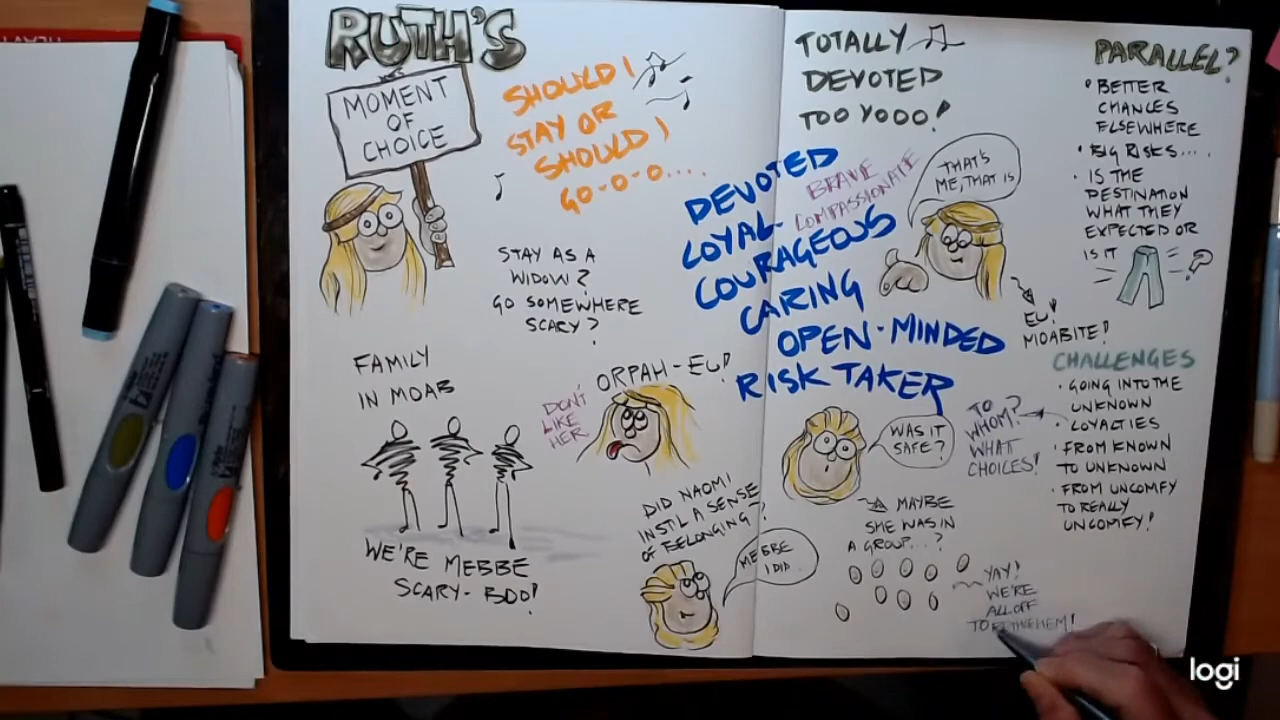 RUTH'S
MOMENT
OF
CHOICE
SHOULD I
STAY OR
SHOULD I
GO-O-O....
STAY AS A
WIDOW?
GO SOMEWHERE
SCARY?
FAMILY
IN MOAB
WE'RE MEBBE
SCARY-BOO!
ORPAH-EU!
DON'T
LIKE
HER
DID NAOMI
INSTIL A SENSE
OF BELONGING?
MEBBE
I DID..
TOTALLY
DEVOTED
TOO YOOO!
DEVOTED
BRAVE
COMPASSIONATE
LOYAL-
COURAGEOUS
CARING
OPEN-MINDED
RISK TAKER
THAT'S
ME, THAT IS
EU!
MOABITE!
WAS IT
SAFE?
TO
WHOM?
WHAT
CHOICES!
MAYBE
SHE WAS IN
A GROUP...?
YAY!
WE'RE
ALL OFF
TO BETHLEHEM!
PARALLEL?
• BETTER
CHANCES
ELSEWHERE
• BIG RISKS....
• IS THE
DESTINATION
WHAT THEY
EXPECTED OR
IS IT
?
CHALLENGES
• GOING INTO THE
UNKNOWN
• LOYALTIES
• FROM KNOWN
TO UNKNOWN
• FROM UNCOMFY
TO REALLY
UNCOMFY!
logi